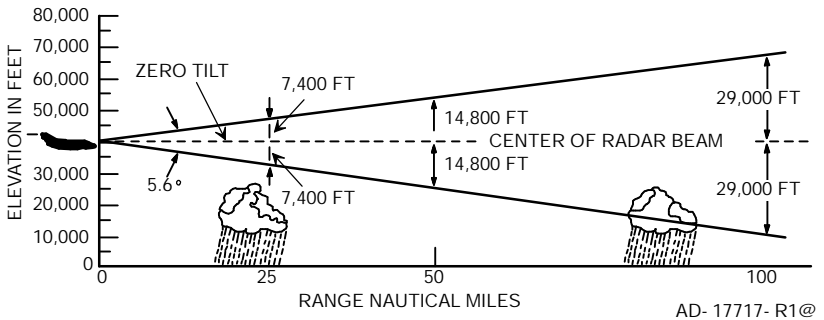 80,000
70,000
60,000
50,000
30,000
20,000
10,000
0
ELEVATION IN FEET
ZERO TILT
7,400 FT
14,800 FT
29,000 FT
CENTER OF RADAR BEAM
14,800 FT
29,000 FT
5.6°
7,400 FT
0
25
50
100
RANGE NAUTICAL MILES
AD- 17717- R1@